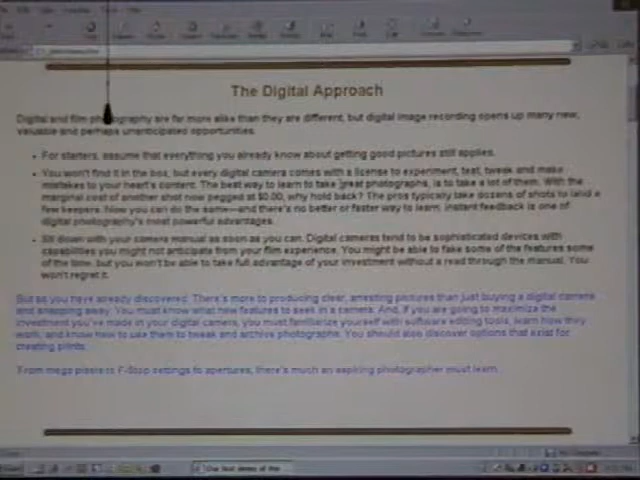 The Digital Approach
Digital and film photography are far more alike than they are different, but digital image recording opens up many new,
valuable and perhaps unanticipated opportunities.
• For starters, assume that everything you already know about getting good pictures still applies.
• You won't find it in the box, but every digital camera comes with a license to experiment, test, tweak and make
mistakes to your heart's content. The best way to learn to take great photographs, is to take a lot of them. With the
marginal cost of another shot now pegged at $0.00, why hold back? The pros typically take dozens of shots to land a
few keepers. Now you can do the same—and there's no better or faster way to learn. Instant feedback is one of
digital photography's most powerful advantages.
• Sit down with your camera manual as soon as you can. Digital cameras tend to be sophisticated devices with
capabilities you might not anticipate from your film experience. You might be able to fake some of the features some
of the time, but you won't be able to take full advantage of your investment without a read through the manual. You
won't regret it.
But as you have already discovered. There's more to producing clear, arresting pictures than just buying a digital camera
and snapping away. You must know what new features to seek in a camera. And, if you are going to maximize the
investment you've made in your digital camera, you must familiarize yourself with software editing tools, learn how they
work, and know how to use them to tweak and archive photographs. You should also discover options that exist for
creating prints.
From mega pixels to F-Stop settings to apertures, there's much an aspiring photographer must learn.